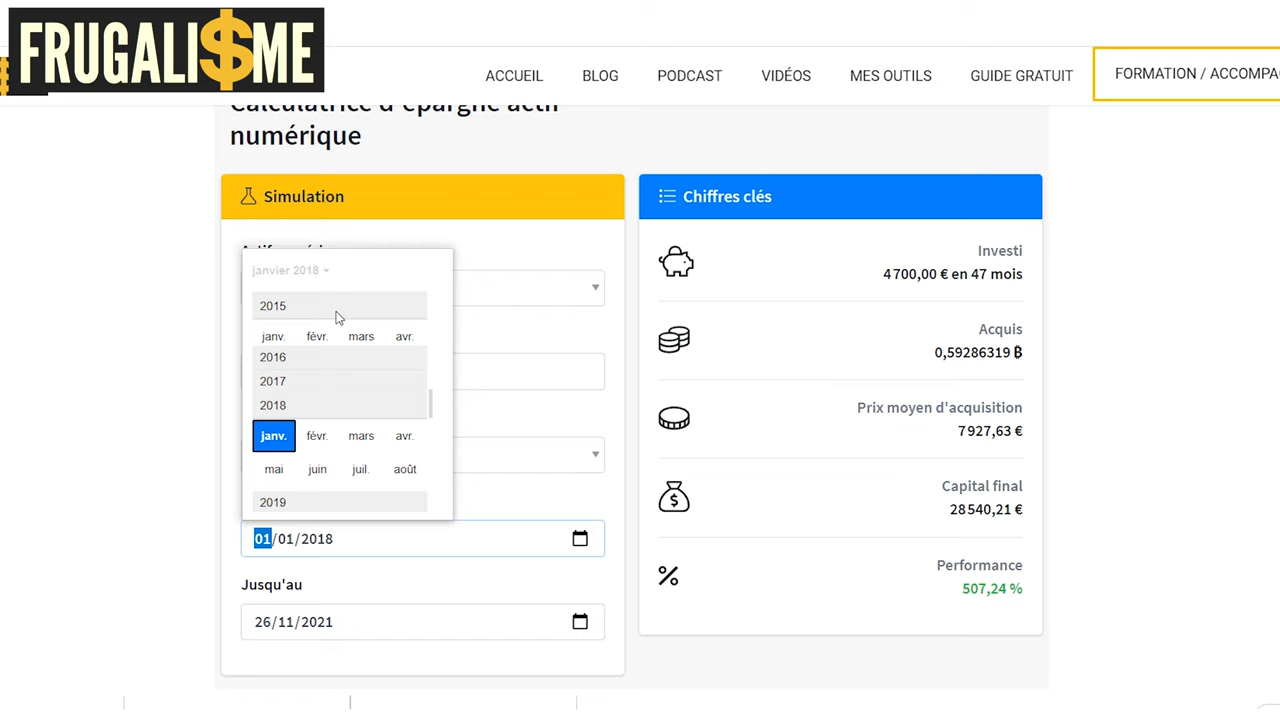 FRUGALI$ME
ACCUEIL
BLOG
PODCAST
VIDÉOS
MES OUTILS
GUIDE GRATUIT
FORMATION / ACCOMPA
Calculatrice d'épargne actif
numérique
Simulation
janvier 2018
2015
janv. févr. mars avr.
2016
2017
2018
janv. févr. mars avr.
mai juin juil. août
2019
01/01/2018
Jusqu'au
26/11/2021
Chiffres clés
Investi
4 700,00 € en 47 mois
Acquis
0,59286319 ₿
Prix moyen d'acquisition
7 927,63 €
Capital final
28 540,21 €
Performance
507,24 %